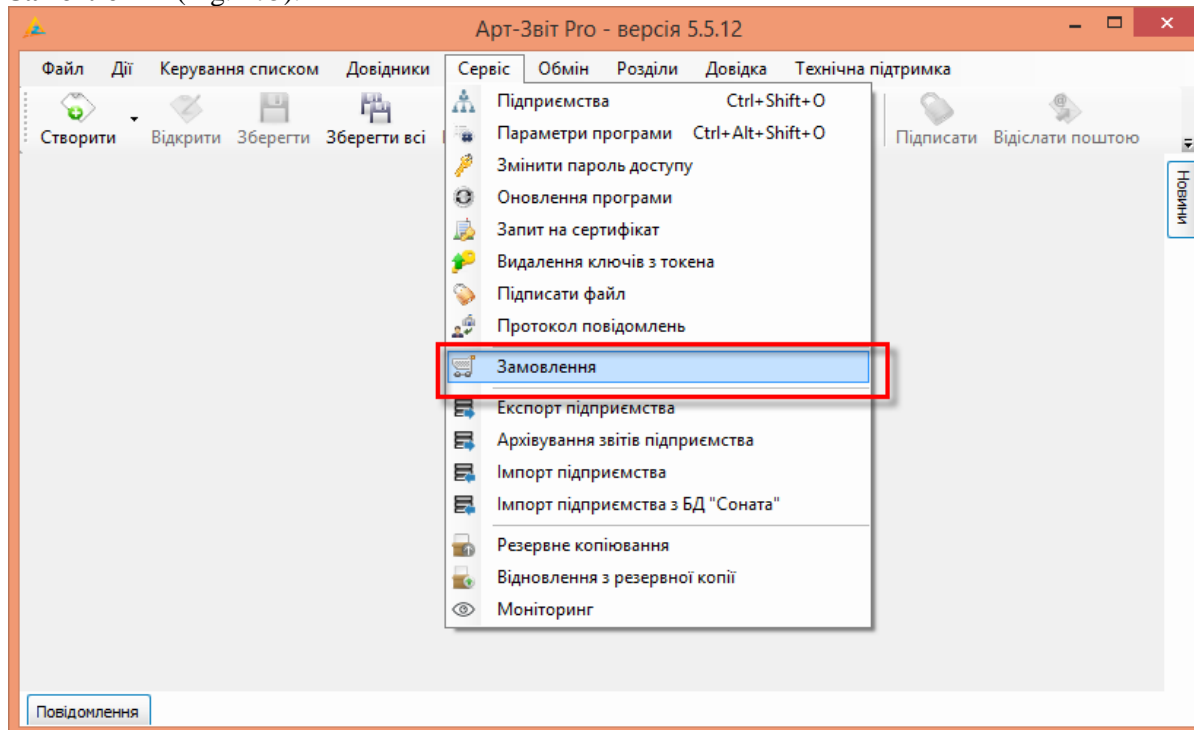 Арт-Звіт Pro - версія 5.5.12
Файл Дії Керування списком Довідники Сервіс Обмін Розділи Довідка Технічна підтримка
Створити Відкрити Зберегти Зберегти всі Підписати Відіслати поштою
Новини
Підприємства Ctrl+Shift+O
Параметри програми Ctrl+Alt+Shift+O
Змінити пароль доступу
Оновлення програми
Запит на сертифікат
Видалення ключів з токена
Підписати файл
Протокол повідомлень
Замовлення
Експорт підприємства
Архівування звітів підприємства
Імпорт підприємства
Імпорт підприємства з БД "Соната"
Резервне копіювання
Відновлення з резервної копії
Моніторинг
Повідомлення